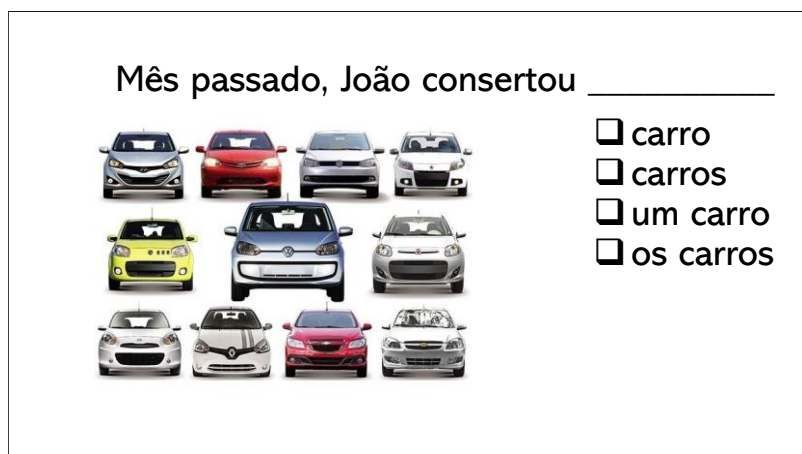 Mês passado, João consertou __________
❑ carro
❑ carros
❑ um carro
❑ os carros